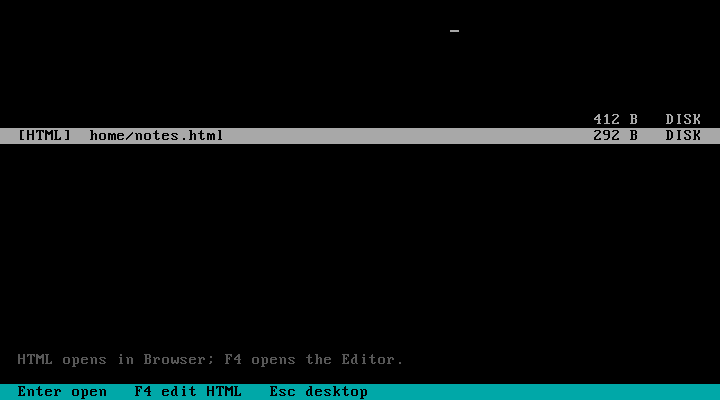 412 B   DISK
[HTML]  home/notes.html   292 B   DISK
HTML opens in Browser; F4 opens the Editor.
Enter open   F4 edit HTML   Esc desktop